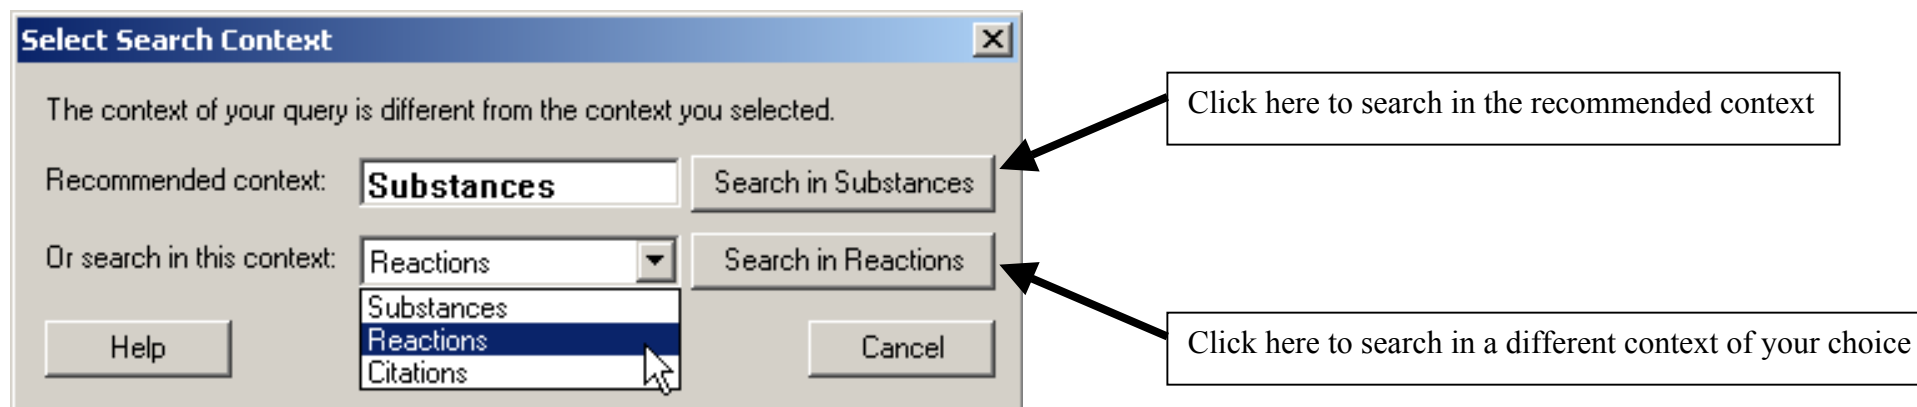 Select Search Context
The context of your query is different from the context you selected.
Recommended context: Substances Search in Substances
Or search in this context: Reactions Search in Reactions
Substances
Reactions
Citations
Help
Cancel
Click here to search in the recommended context
Click here to search in a different context of your choice